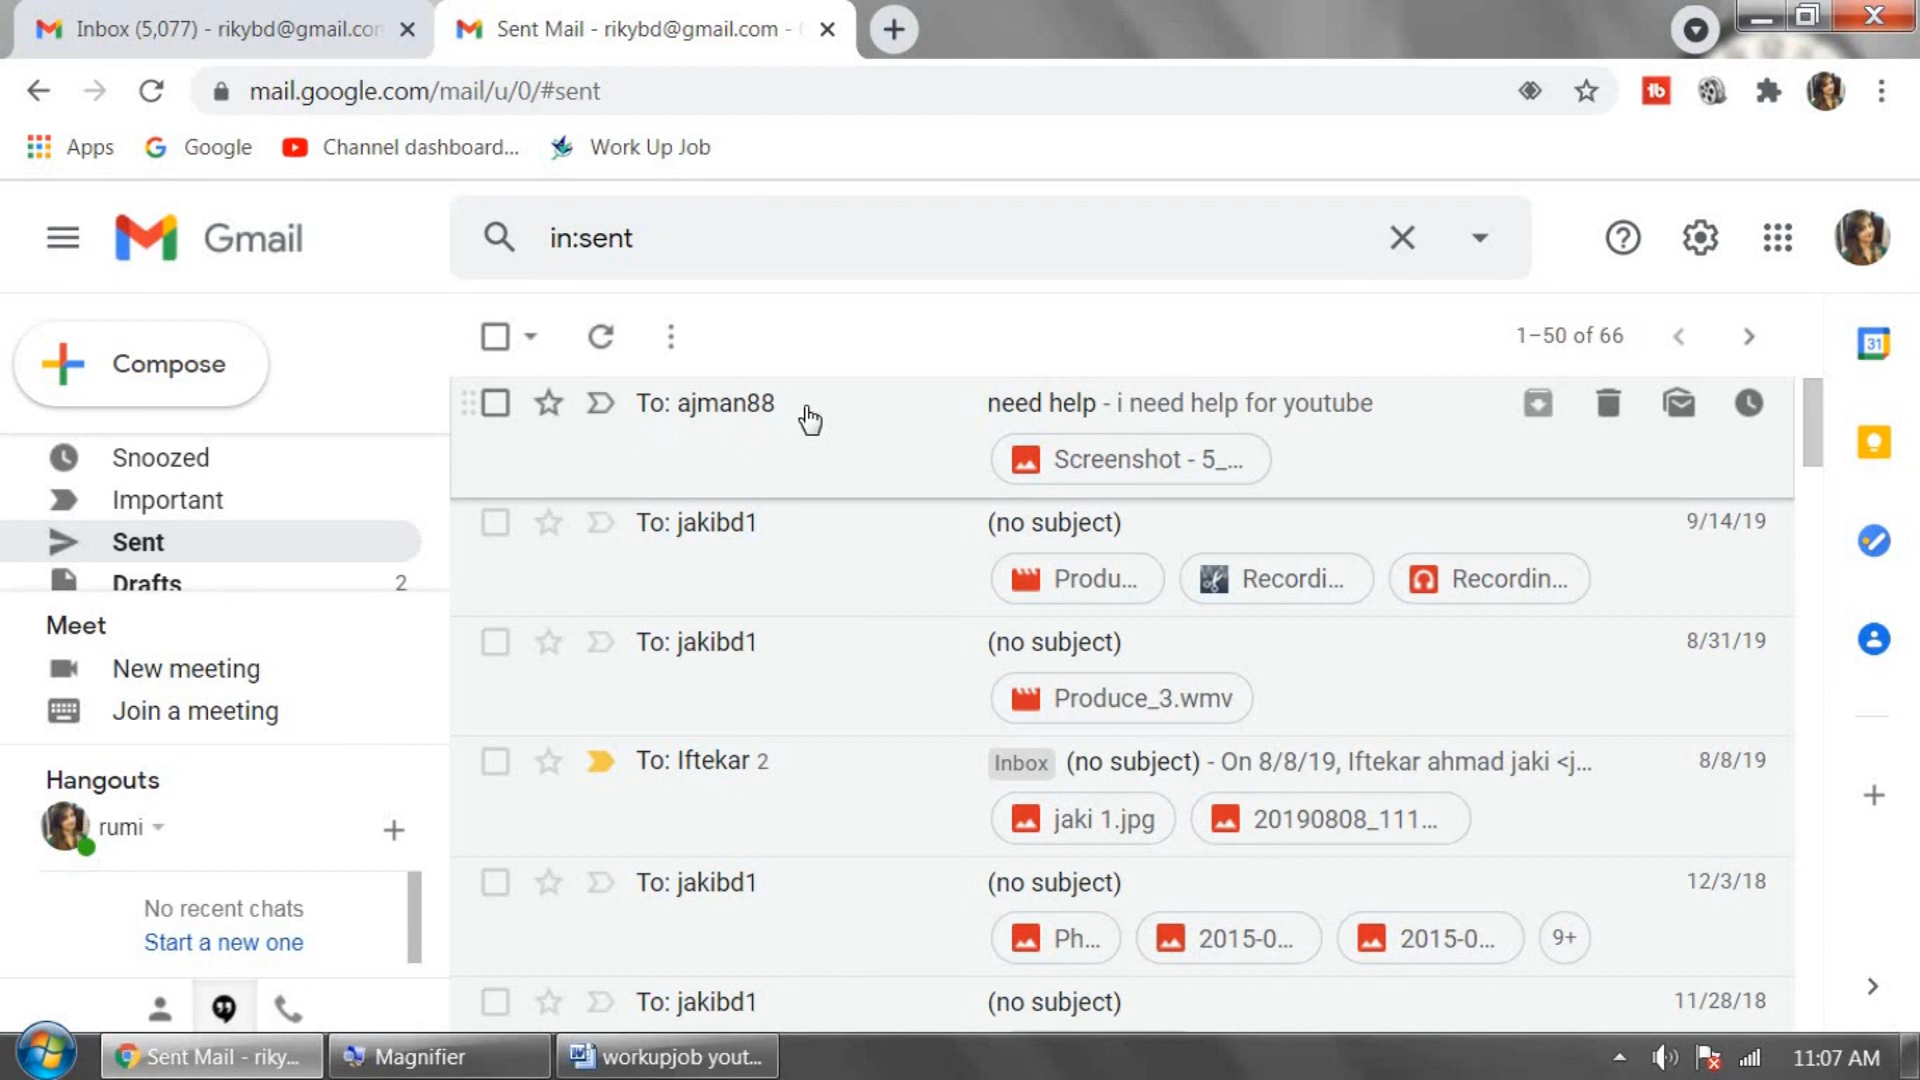 Inbox (5,077) - rikybd@gmail.con
Sent Mail - rikybd@gmail.com -
mail.google.com/mail/u/0/#sent
Apps
Google
Channel dashboard...
Work Up Job
Gmail
in:sent
Compose
1–50 of 66
31
To: ajman88
need help - i need help for youtube
Screenshot - 5_...
Snoozed
Important
Sent
Drafts
2
To: jakibd1
(no subject)
9/14/19
Produ...
Recordi...
Recordin...
Meet
New meeting
Join a meeting
To: jakibd1
(no subject)
8/31/19
Produce_3.wmv
To: Iftekar 2
Inbox
(no subject) - On 8/8/19, Iftekar ahmad jaki <j...
8/8/19
jaki 1.jpg
20190808_111...
Hangouts
rumi
No recent chats
Start a new one
To: jakibd1
(no subject)
12/3/18
Ph...
2015-0...
2015-0...
9+
To: jakibd1
(no subject)
11/28/18
Sent Mail - riky...
Magnifier
workupjob yout...
11:07 AM